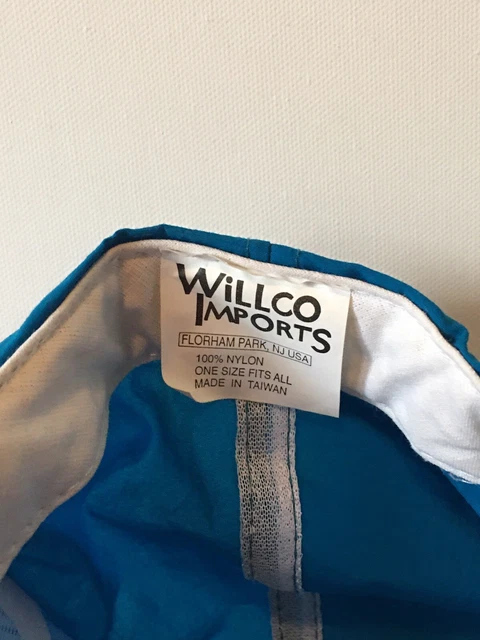 WiLLCO
IMPORTS
FLORHAM PARK, NJ USA
100% NYLON
ONE SIZE FITS ALL
MADE IN TAIWAN